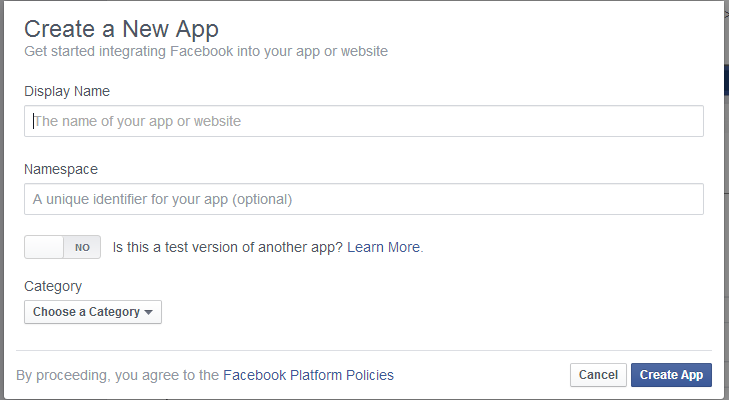 Create a New App
Get started integrating Facebook into your app or website
Display Name
The name of your app or website
Namespace
A unique identifier for your app (optional)
NO Is this a test version of another app? Learn More.
Category
Choose a Category
By proceeding, you agree to the Facebook Platform Policies Cancel Create App